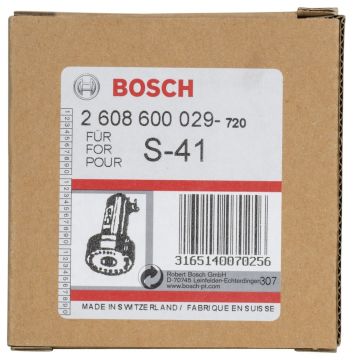 BOSCH
2 608 600 029-720
FÜR
FOR
POUR
S-41
3165140070256
Robert Bosch GmbH
D-70745 Leinfelden-Echterdingen
www.bosch-pt.com
307
MADE IN SWITZERLAND / FABRIQUE EN SUISSE